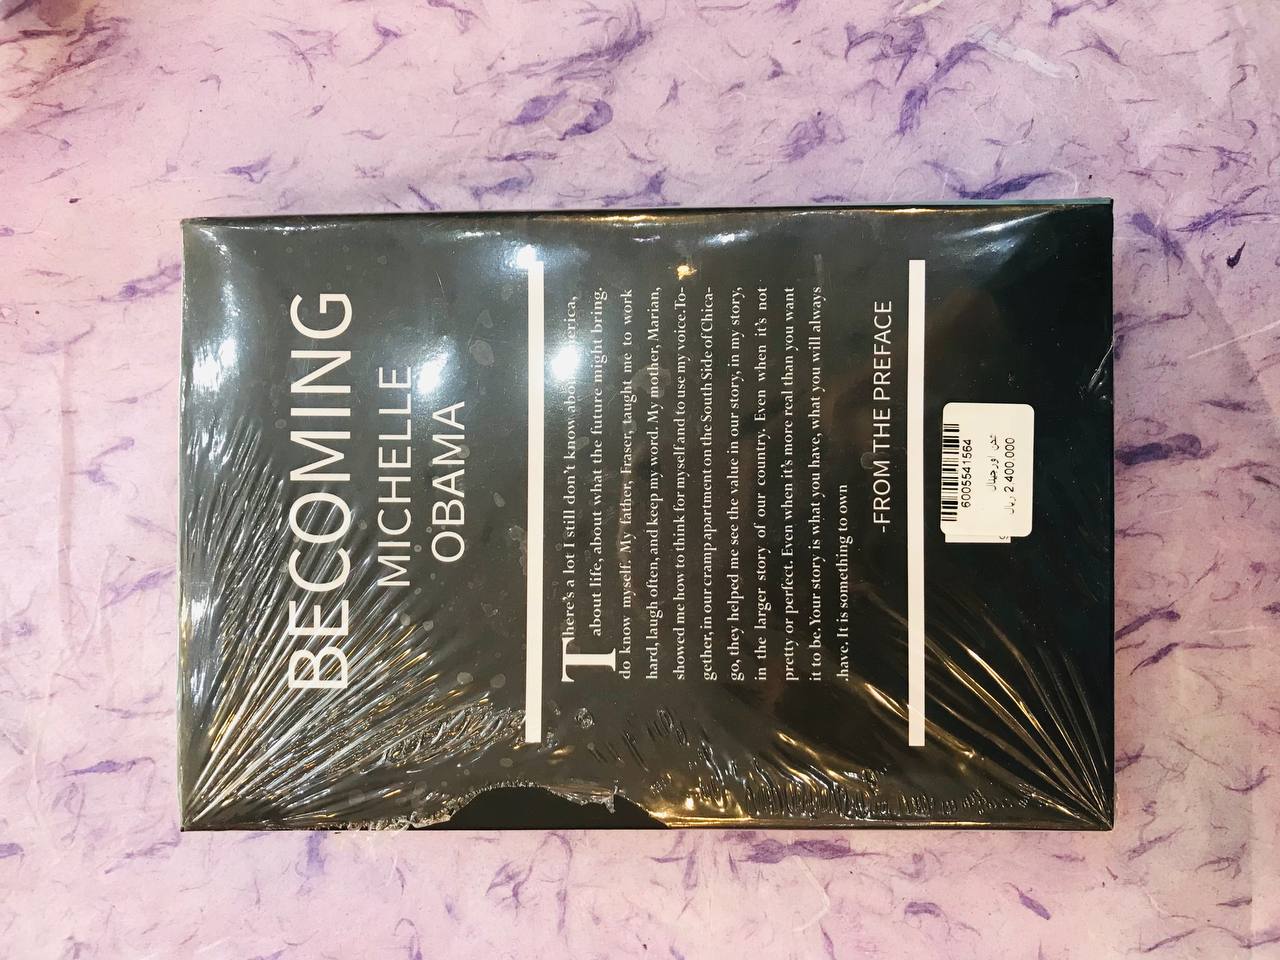 BECOMING
MICHELLE
OBAMA
There's a lot I still don't know about America,
about life, about what the future might bring.
do know myself. My father, Fraser, taught me to work
hard, laugh often, and keep my word. My mother, Marian,
showed me how to think for myself and to use my voice. To-
gether, in our cramp apartment on the South Side of Chica-
go, they helped me see the value in our story, in my story,
in the larger story of our country. Even when it's not
pretty or perfect. Even when it's more real than you want
it to be. Your story is what you have, what you will always
.have. It is something to own
-FROM THE PREFACE
6005541564
اورجینال
2.400.000 ریال